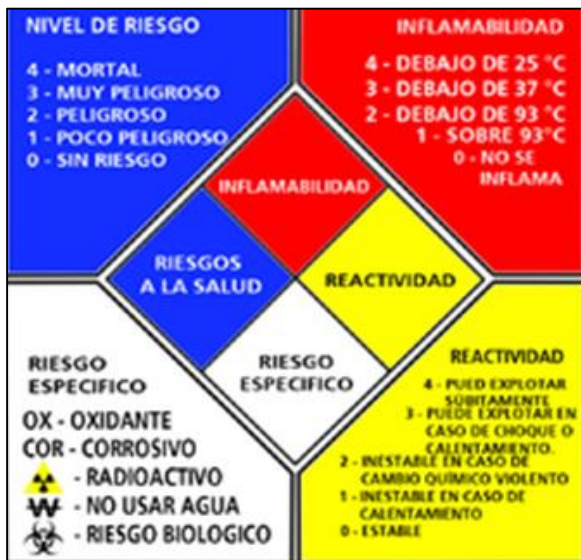 NIVEL DE RIESGO
4 - MORTAL
3 - MUY PELIGROSO
2 - PELIGROSO
1 - POCO PELIGROSO
0 - SIN RIESGO
INFLAMABILIDAD
4 - DEBAJO DE 25 °C
3 - DEBAJO DE 37 °C
2 - DEBAJO DE 93 °C
1 - SOBRE 93°C
0 - NO SE
INFLAMA
INFLAMABILIDAD
RIESGOS
A LA SALUD
REACTIVIDAD
RIESGO
ESPECIFICO
RIESGO
ESPECIFICO
OX - OXIDANTE
COR - CORROSIVO
- RADIOACTIVO
W - NO USAR AGUA
- RIESGO BIOLOGICO
REACTIVIDAD
4 - PUED EXPLOTAR
SÚBITAMENTE
3 - PUEDE EXPLOTAR EN
CASO DE CHOQUE O
CALENTAMIENTO.
2 - INESTABLE EN CASO DE
CAMBIO QUÍMICO VIOLENTO
1 - INESTABLE EN CASO DE
CALENTAMIENTO
0 - ESTABLE